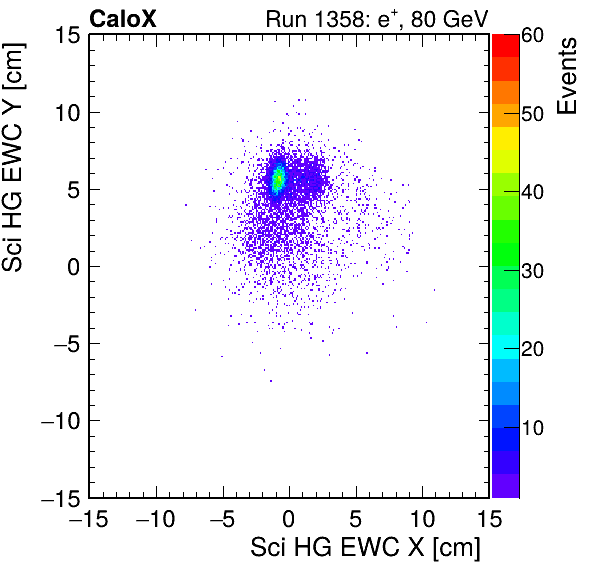 CaloX
Run 1358: e+, 80 GeV
Sci HG EWC Y [cm]
Events
15
10
5
0
−5
−10
−15
−15 −10 −5 0 5 10 15
Sci HG EWC X [cm]
60
50
40
30
20
10